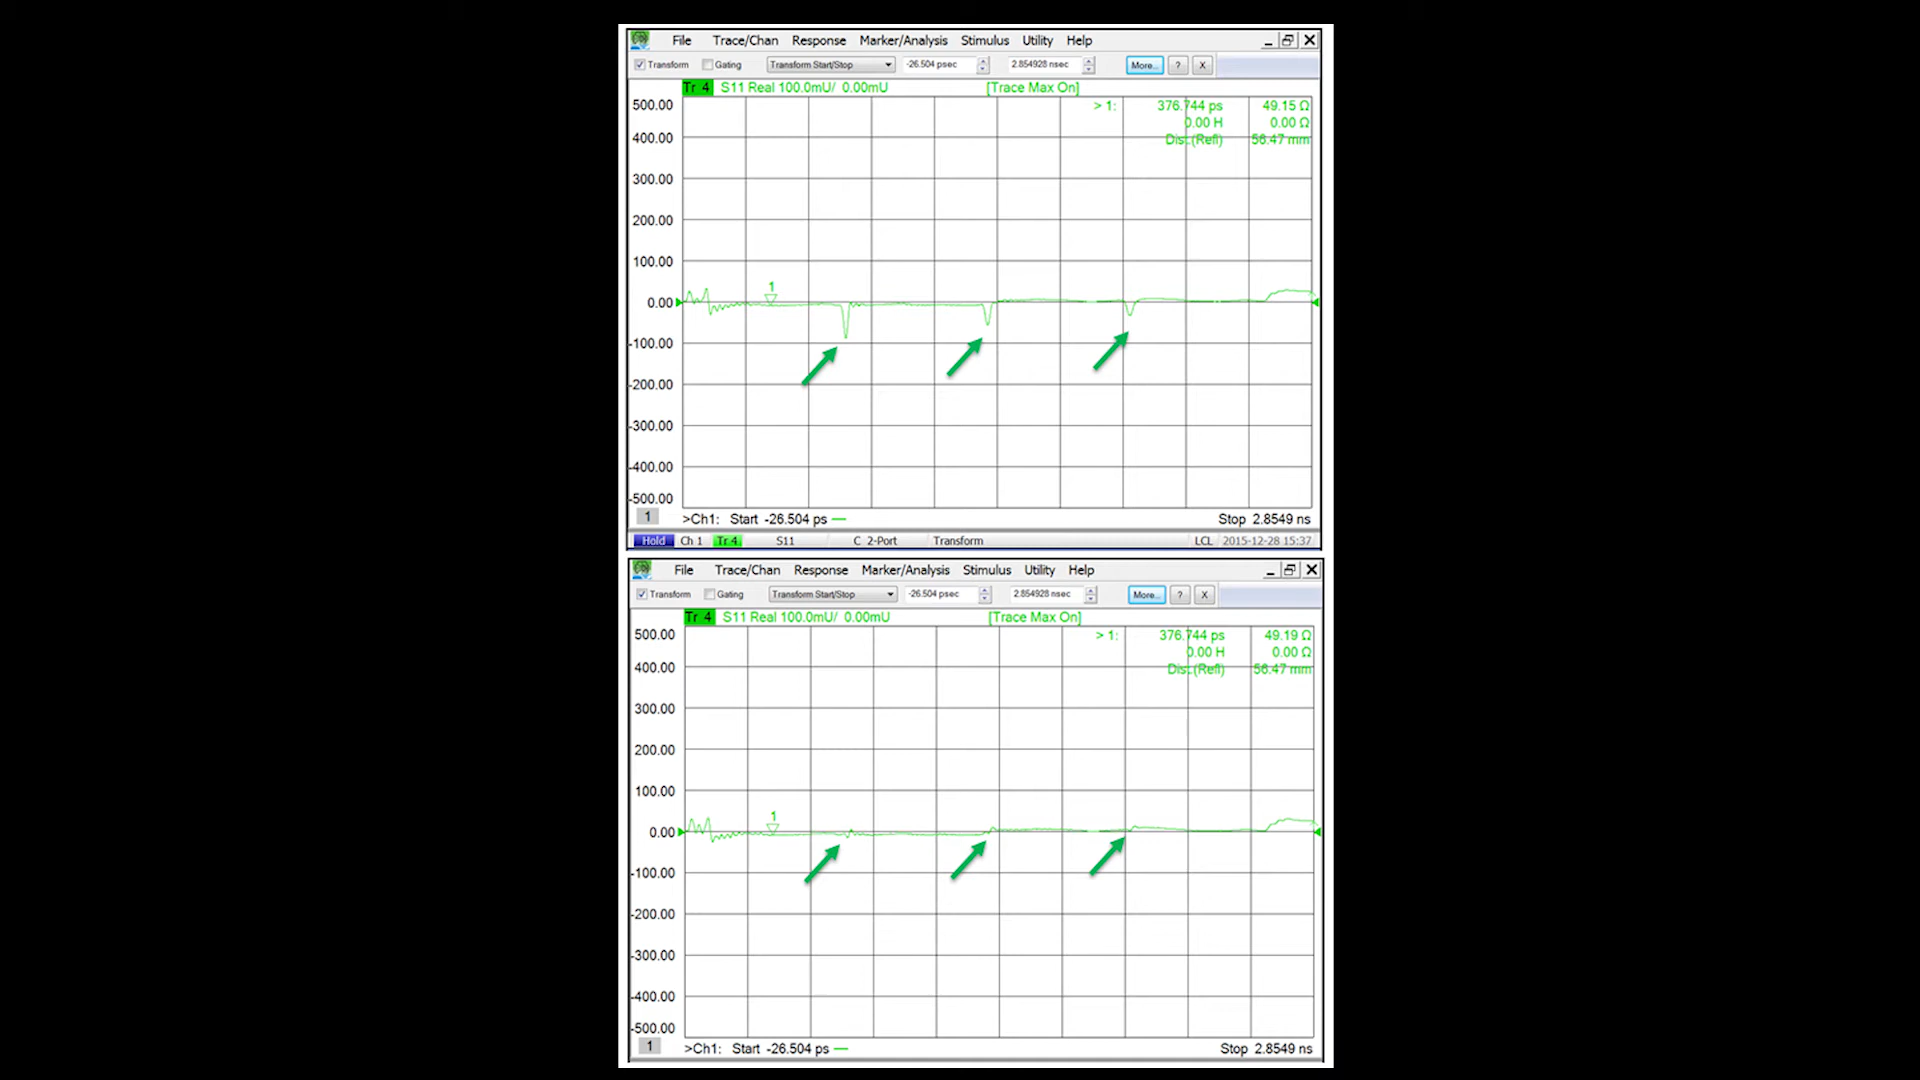 File Trace/Chan Response Marker/Analysis Stimulus Utility Help
Transform Gating Transform Start/Stop -26.504 psec 2.854928 nsec More... ? X
Tr 4 S11 Real 100.0mU/ 0.00mU [Trace Max On]
500.00 > 1: 376.744 ps 49.15 Ω
0.00 H 0.00 Ω
400.00 Dist.(Refl) 56.47 mm
300.00
200.00
100.00
1
0.00
-100.00
-200.00
-300.00
-400.00
-500.00
1 >Ch1: Start -26.504 ps Stop 2.8549 ns
Hold Ch 1 Tr 4 S11 C 2-Port Transform LCL 2015-12-28 15:37
File Trace/Chan Response Marker/Analysis Stimulus Utility Help
Transform Gating Transform Start/Stop -26.504 psec 2.854928 nsec More... ? X
Tr 4 S11 Real 100.0mU/ 0.00mU [Trace Max On]
500.00 > 1: 376.744 ps 49.19 Ω
0.00 H 0.00 Ω
400.00 Dist.(Refl) 56.47 mm
300.00
200.00
100.00
1
0.00
-100.00
-200.00
-300.00
-400.00
-500.00
1 >Ch1: Start -26.504 ps Stop 2.8549 ns